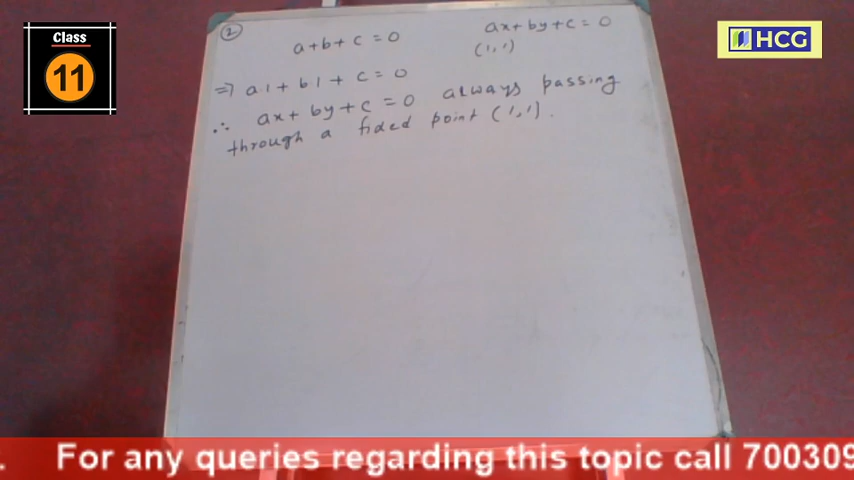 Class
11
HCG
2
a+b+c=0
ax+by+c=0
(1,1)
⇒ a.1 + b.1 + c = 0
∴ ax+by+c=0 always passing
through a fided point (1,1).
. For any queries regarding this topic call 700309